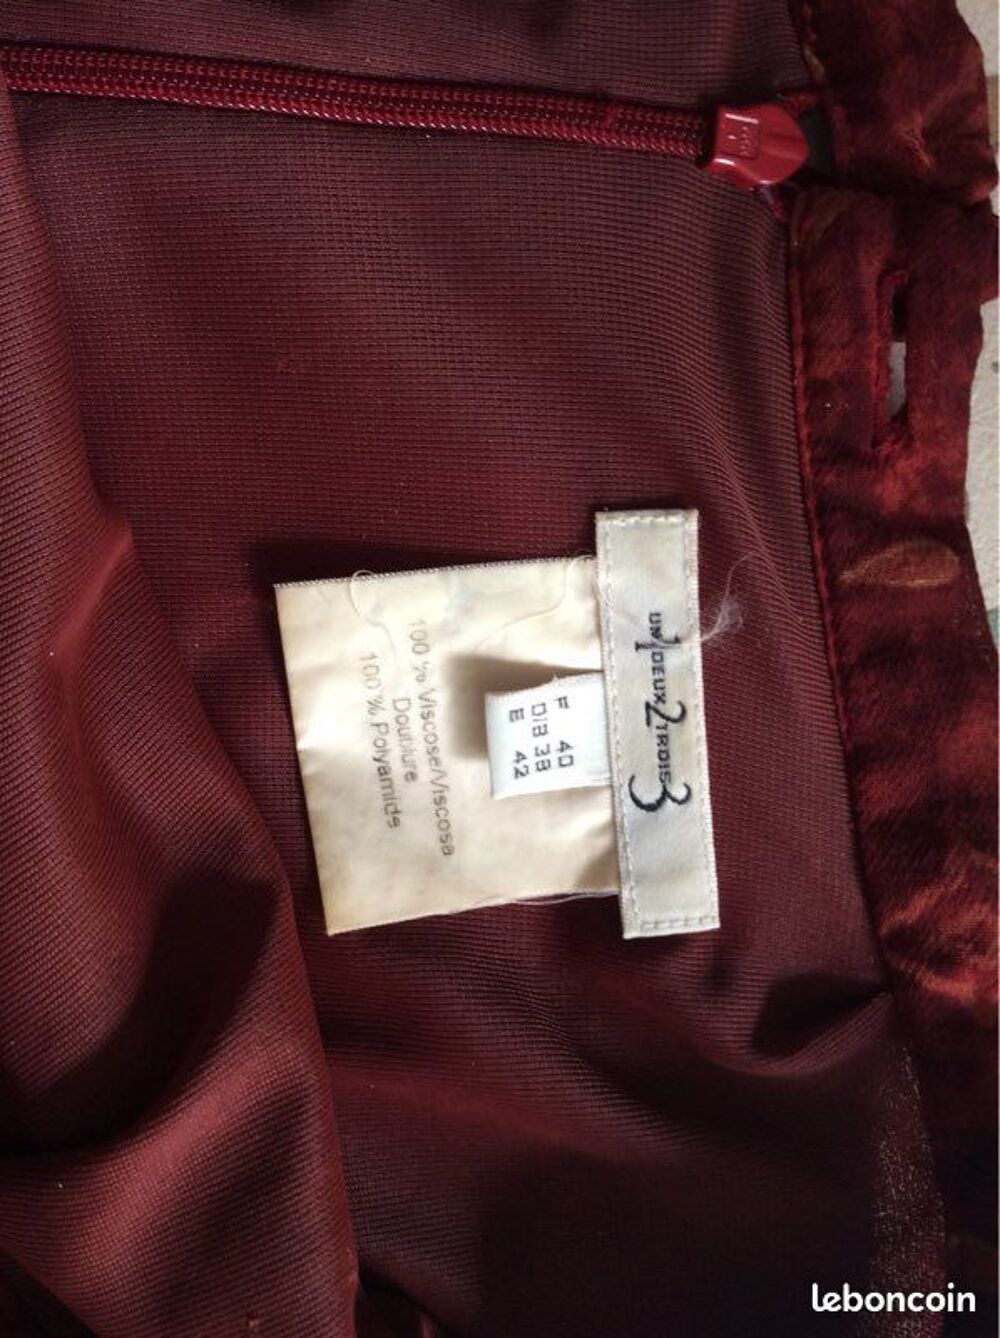 UN 1 DEUX 2 TROIS 3
F 40
D/B 38
E 42
100 % Viscose/Viscosa
Doublure
100 % Polyamide
leboncoin